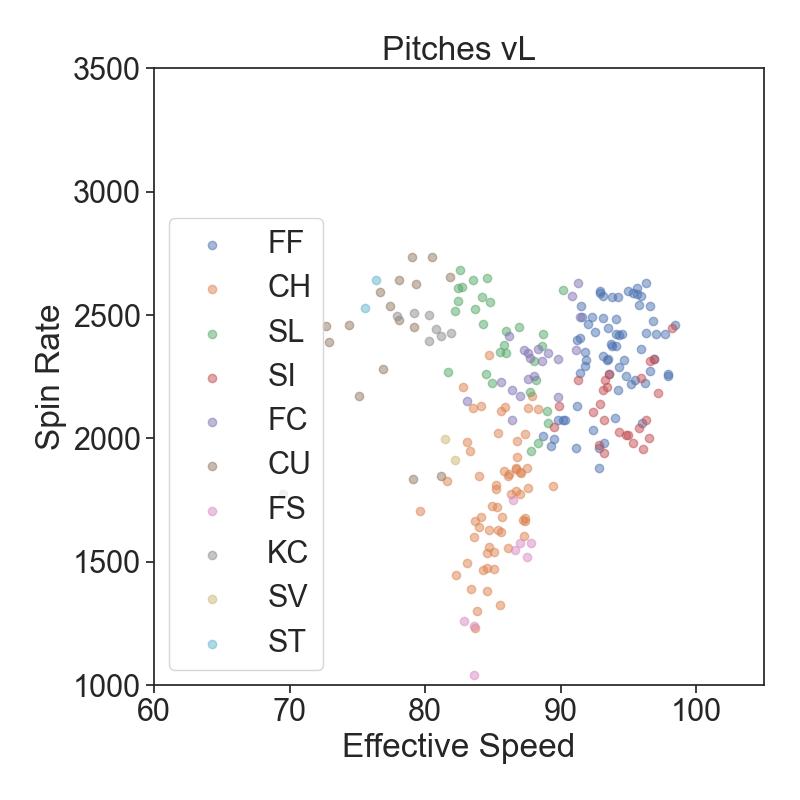 Pitches vL
3500
3000
2500
2000
1500
1000
Spin Rate
FF
CH
SL
SI
FC
CU
FS
KC
SV
ST
60 70 80 90 100
Effective Speed